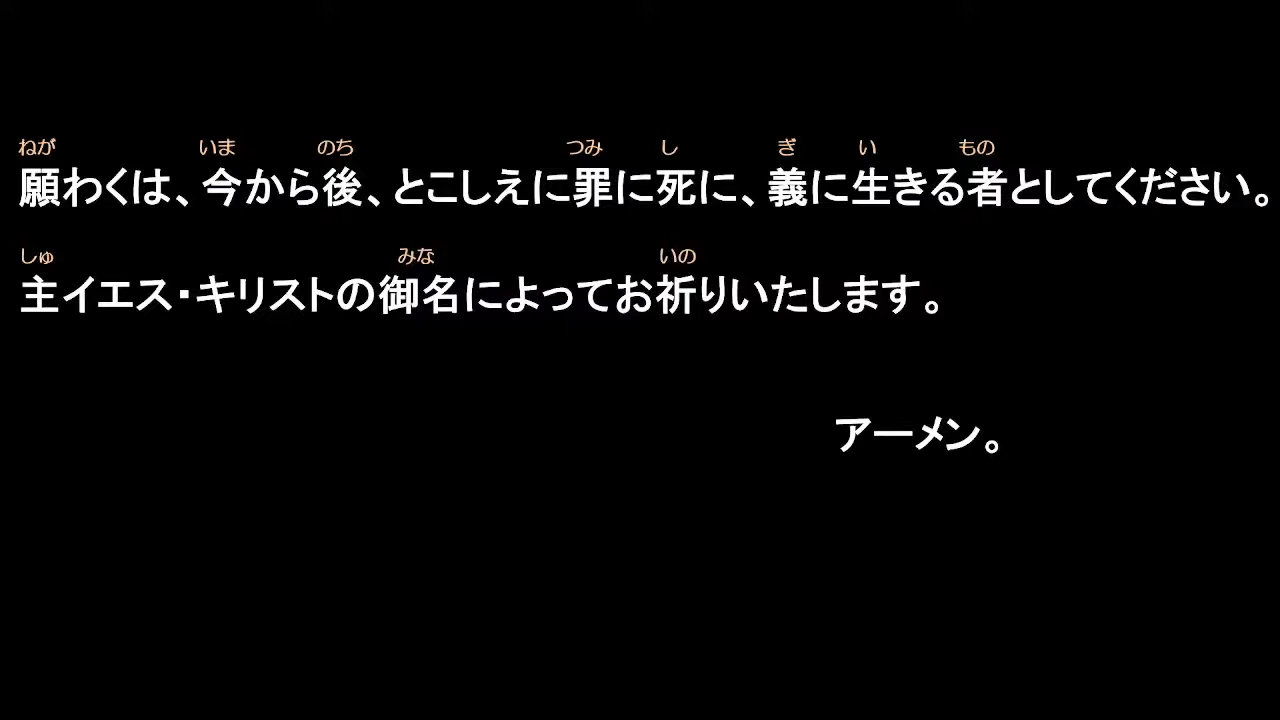 ねが いま のち つみ し ぎ い もの
願わくは、今から後、とこしえに罪に死に、義に生きる者としてください。
しゅ みな いの
主イエス・キリストの御名によってお祈りいたします。
アーメン。